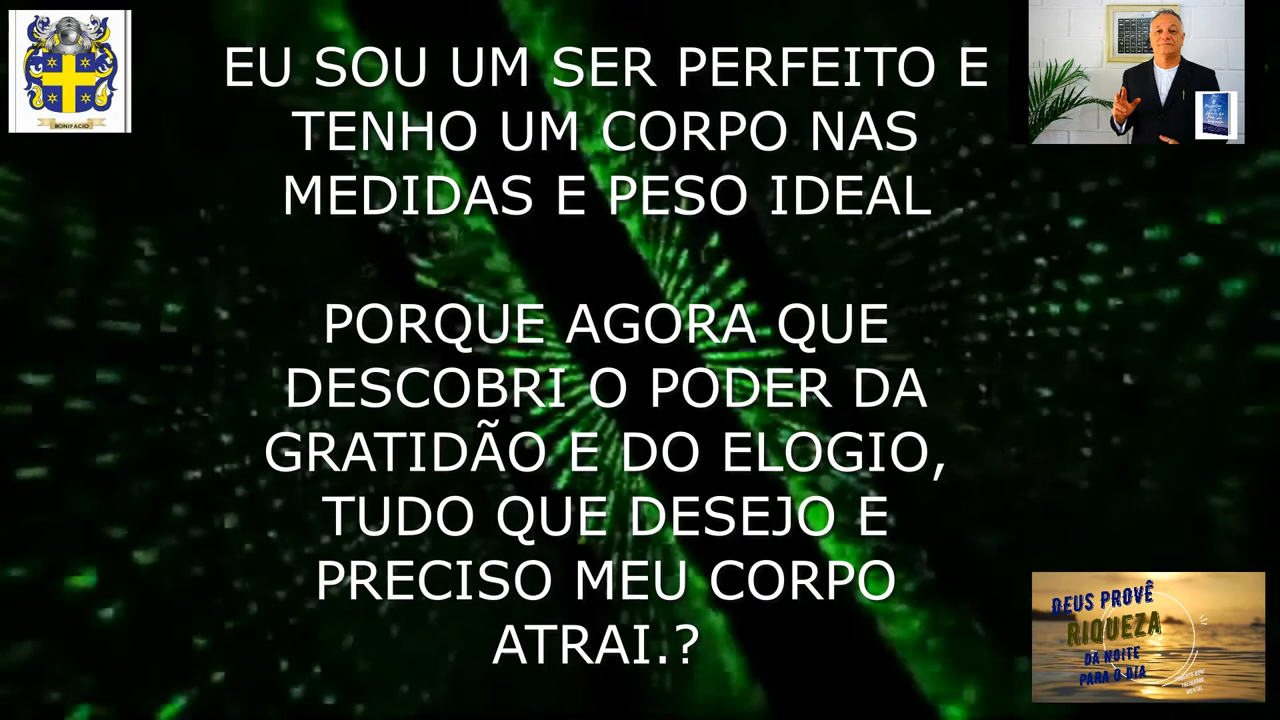 EU SOU UM SER PERFEITO E
TENHO UM CORPO NAS
MEDIDAS E PESO IDEAL
PORQUE AGORA QUE
DESCOBRI O PODER DA
GRATIDÃO E DO ELOGIO,
TUDO QUE DESEJO E
PRECISO MEU CORPO
ATRAI.?
BONIFACIO
DEUS PROVÊ
RIQUEZA
DA NOITE
PARA O DIA
MENTAL